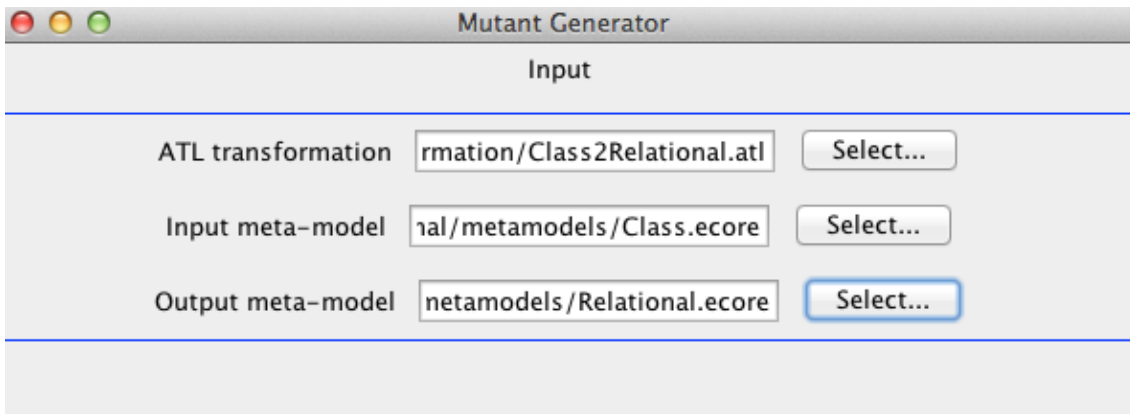 Mutant Generator
Input
ATL transformation rmation/Class2Relational.atl Select...
Input meta-model nal/metamodels/Class.ecore Select...
Output meta-model netamodels/Relational.ecore Select...